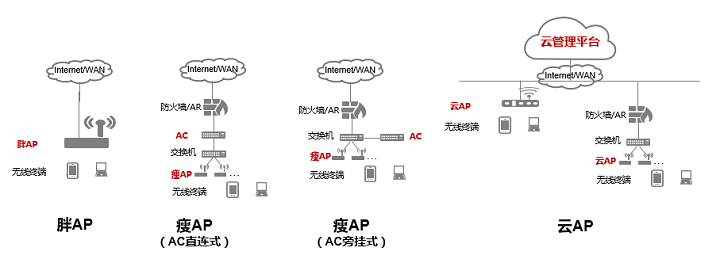 Internet/WAN
胖AP
无线终端
胖AP
Internet/WAN
防火墙/AR
AC
交换机
瘦AP
...
无线终端
瘦AP
（AC直连式）
Internet/WAN
防火墙/AR
交换机
AC
瘦AP
...
无线终端
瘦AP
（AC旁挂式）
云管理平台
Internet/WAN
云AP
无线终端
防火墙/AR
交换机
云AP
...
无线终端
云AP